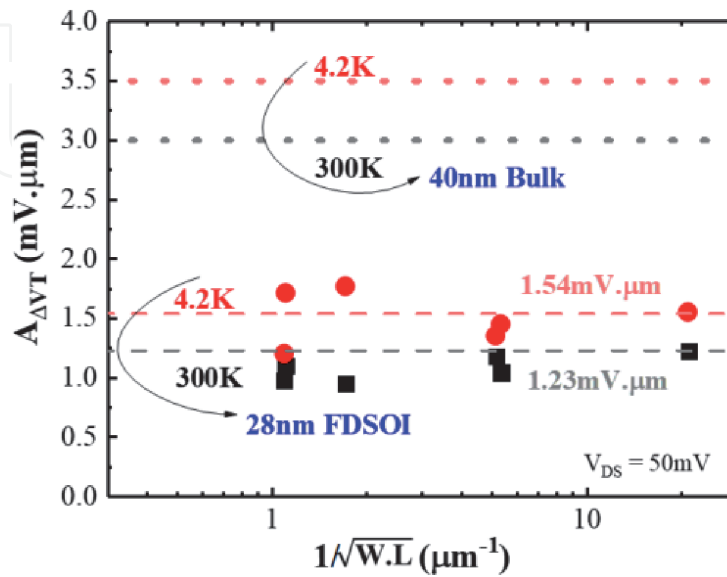 4.0
3.5
3.0
2.5
2.0
1.5
1.0
0.5
0.0
A_ΔVT (mV.μm)
4.2K
300K
40nm Bulk
4.2K
1.54mV.μm
300K
1.23mV.μm
28nm FDSOI
V_DS = 50mV
1
10
1/√W.L (μm⁻¹)